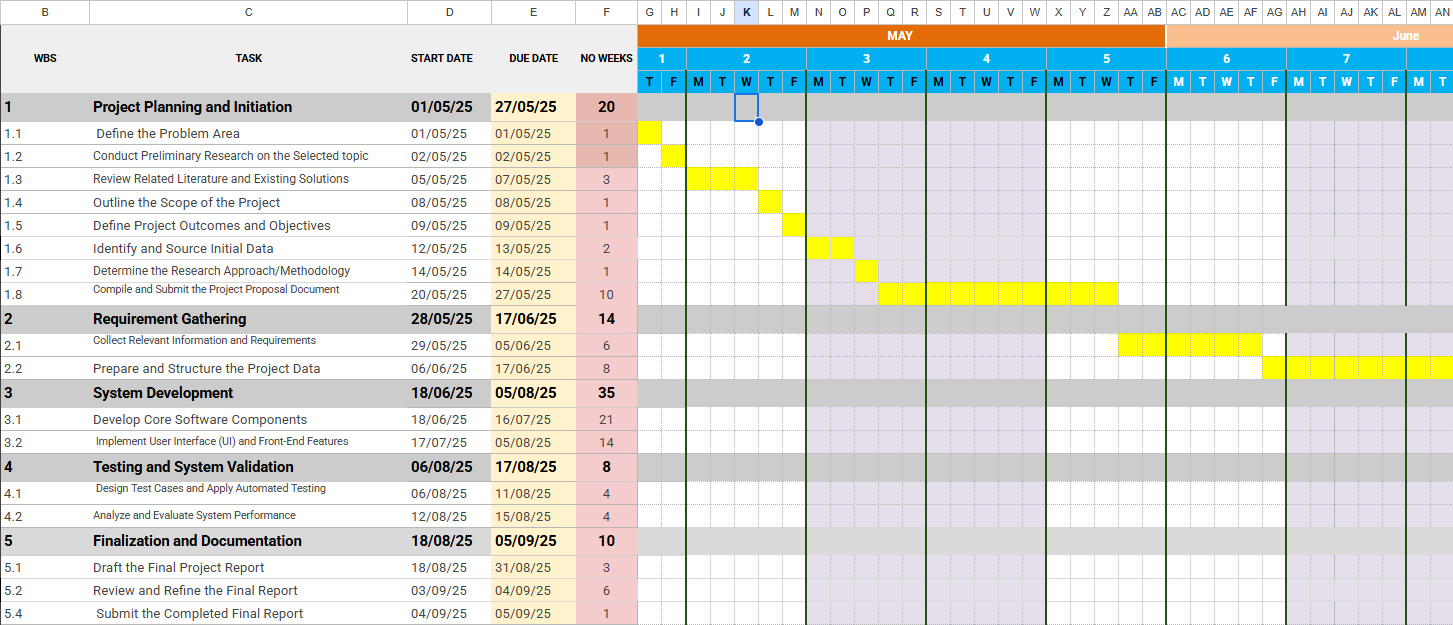 B C D E F G H I J K L M N O P Q R S T U V W X Y Z AA AB AC AD AE AF AG AH AI AJ AK AL AM AN
MAY June
WBS TASK START DATE DUE DATE NO WEEKS 1 2 3 4 5 6 7
T F M T W T F M T W T F M T W T F M T W T F M T W T F M T W T F M T
1 Project Planning and Initiation 01/05/25 27/05/25 20
1.1 Define the Problem Area 01/05/25 01/05/25 1
1.2 Conduct Preliminary Research on the Selected topic 02/05/25 02/05/25 1
1.3 Review Related Literature and Existing Solutions 05/05/25 07/05/25 3
1.4 Outline the Scope of the Project 08/05/25 08/05/25 1
1.5 Define Project Outcomes and Objectives 09/05/25 09/05/25 1
1.6 Identify and Source Initial Data 12/05/25 13/05/25 2
1.7 Determine the Research Approach/Methodology 14/05/25 14/05/25 1
1.8 Compile and Submit the Project Proposal Document 20/05/25 27/05/25 10
2 Requirement Gathering 28/05/25 17/06/25 14
2.1 Collect Relevant Information and Requirements 29/05/25 05/06/25 6
2.2 Prepare and Structure the Project Data 06/06/25 17/06/25 8
3 System Development 18/06/25 05/08/25 35
3.1 Develop Core Software Components 18/06/25 16/07/25 21
3.2 Implement User Interface (UI) and Front-End Features 17/07/25 05/08/25 14
4 Testing and System Validation 06/08/25 17/08/25 8
4.1 Design Test Cases and Apply Automated Testing 06/08/25 11/08/25 4
4.2 Analyze and Evaluate System Performance 12/08/25 15/08/25 4
5 Finalization and Documentation 18/08/25 05/09/25 10
5.1 Draft the Final Project Report 18/08/25 31/08/25 3
5.2 Review and Refine the Final Report 03/09/25 04/09/25 6
5.4 Submit the Completed Final Report 04/09/25 05/09/25 1